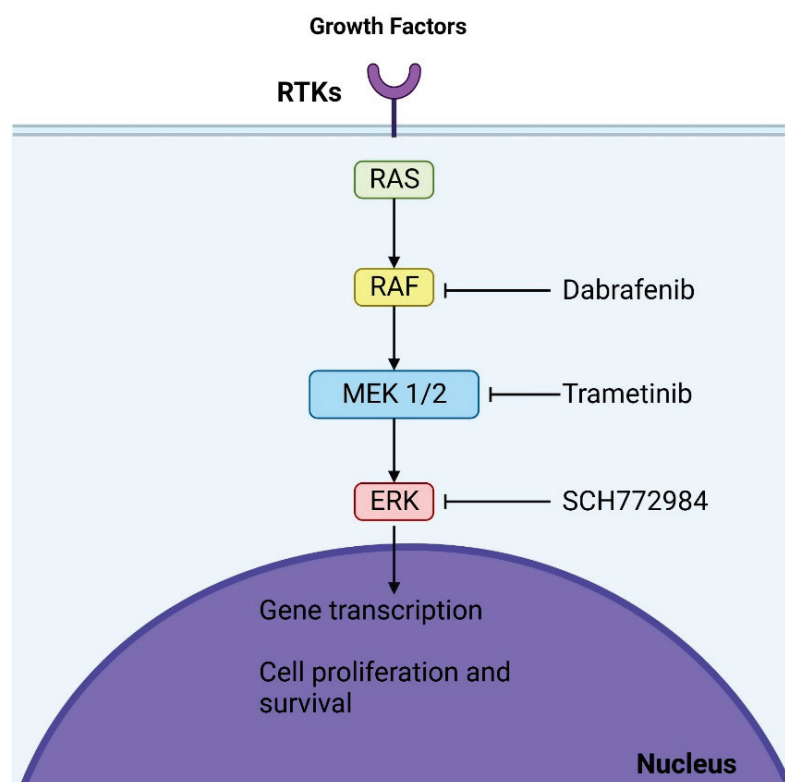 Growth Factors
RTKs
RAS
RAF
Dabrafenib
MEK 1/2
Trametinib
ERK
SCH772984
Gene transcription
Cell proliferation and
survival
Nucleus